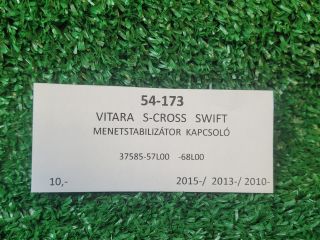 54-173
VITARA S-CROSS SWIFT
MENETSTABILIZÁTOR KAPCSOLÓ
37585-57L00 -68L00
10,- 2015-/ 2013-/ 2010-